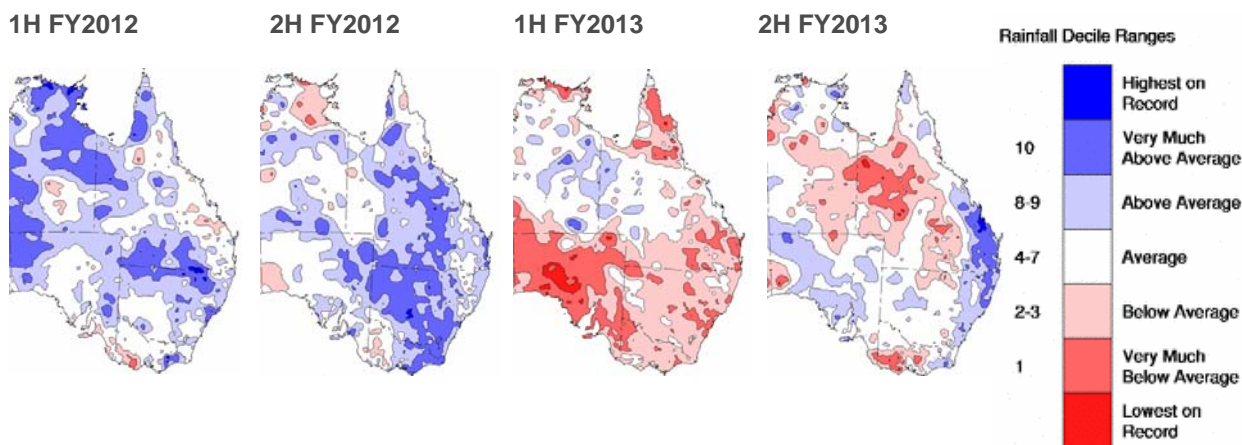 1H FY2012
2H FY2012
1H FY2013
2H FY2013
Rainfall Decile Ranges
Highest on
Record
10
Very Much
Above Average
8-9
Above Average
4-7
Average
2-3
Below Average
1
Very Much
Below Average
Lowest on
Record